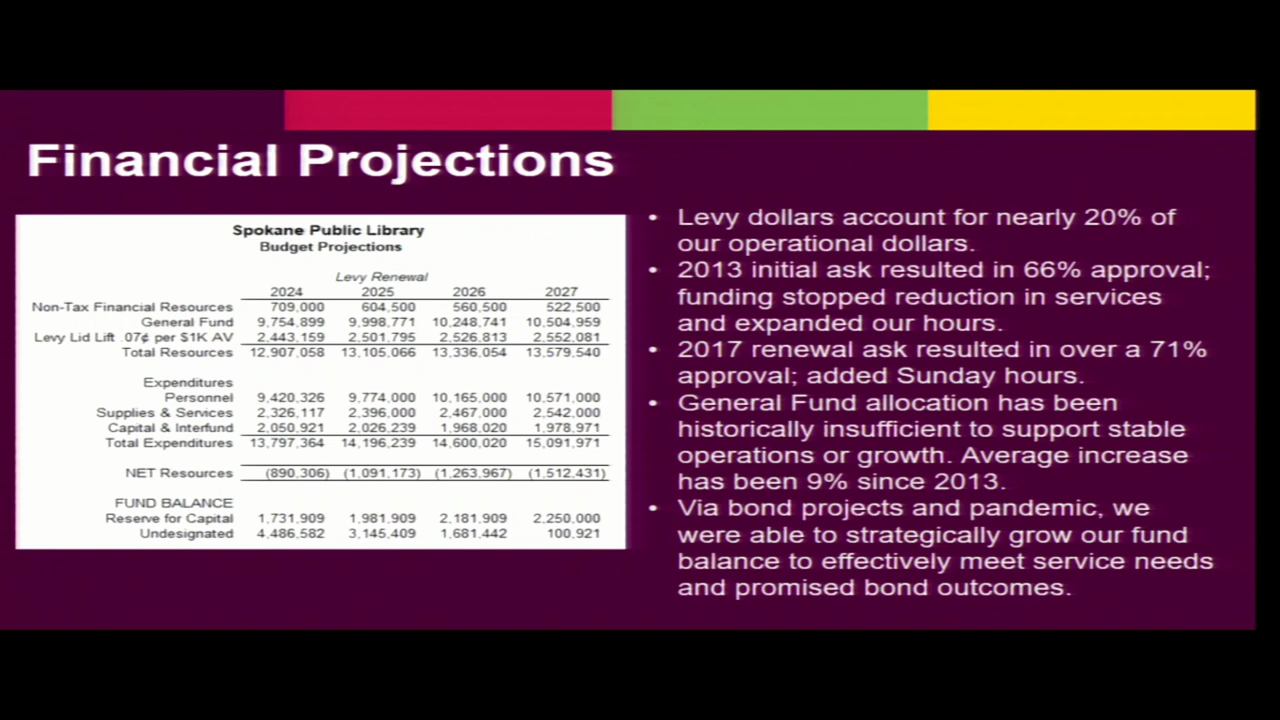 Financial Projections
Spokane Public Library
Budget Projections
Levy Renewal
2024 2025 2026 2027
Non-Tax Financial Resources 709,000 604,500 560,500 522,500
General Fund 9,754,899 9,998,771 10,248,741 10,504,959
Levy Lid Lift .07¢ per $1K AV 2,443,159 2,501,795 2,526,813 2,552,081
Total Resources 12,907,058 13,105,066 13,336,054 13,579,540
Expenditures
Personnel 9,420,326 9,774,000 10,165,000 10,571,000
Supplies & Services 2,326,117 2,396,000 2,467,000 2,542,000
Capital & Interfund 2,050,921 2,026,239 1,968,020 1,978,971
Total Expenditures 13,797,364 14,196,239 14,600,020 15,091,971
NET Resources (890,306) (1,091,173) (1,263,967) (1,512,431)
FUND BALANCE
Reserve for Capital 1,731,909 1,981,909 2,181,909 2,250,000
Undesignated 4,486,582 3,145,409 1,681,442 100,921
• Levy dollars account for nearly 20% of
our operational dollars.
• 2013 initial ask resulted in 66% approval;
funding stopped reduction in services
and expanded our hours.
• 2017 renewal ask resulted in over a 71%
approval; added Sunday hours.
• General Fund allocation has been
historically insufficient to support stable
operations or growth. Average increase
has been 9% since 2013.
• Via bond projects and pandemic, we
were able to strategically grow our fund
balance to effectively meet service needs
and promised bond outcomes.